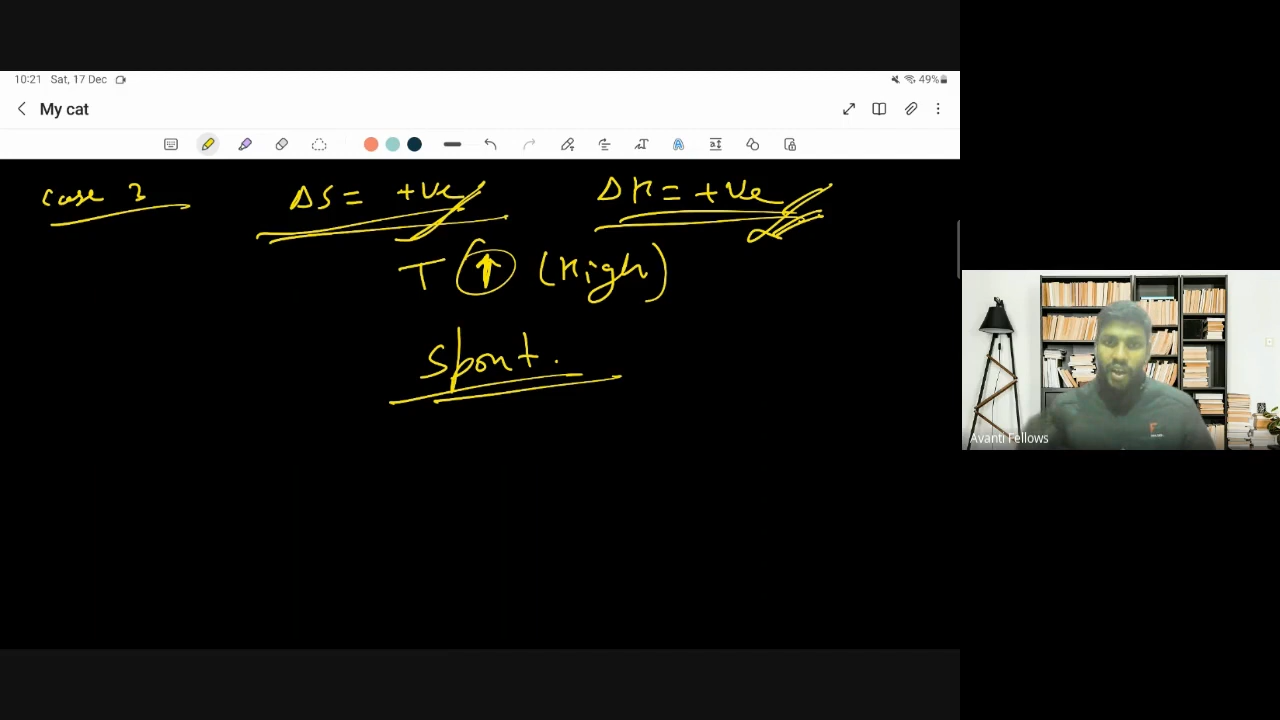 10:21 Sat, 17 Dec 49%
My cat
case 3 ΔS = +ve ΔH = +ve
T ↑ (High)
Spont.
Avanti Fellows